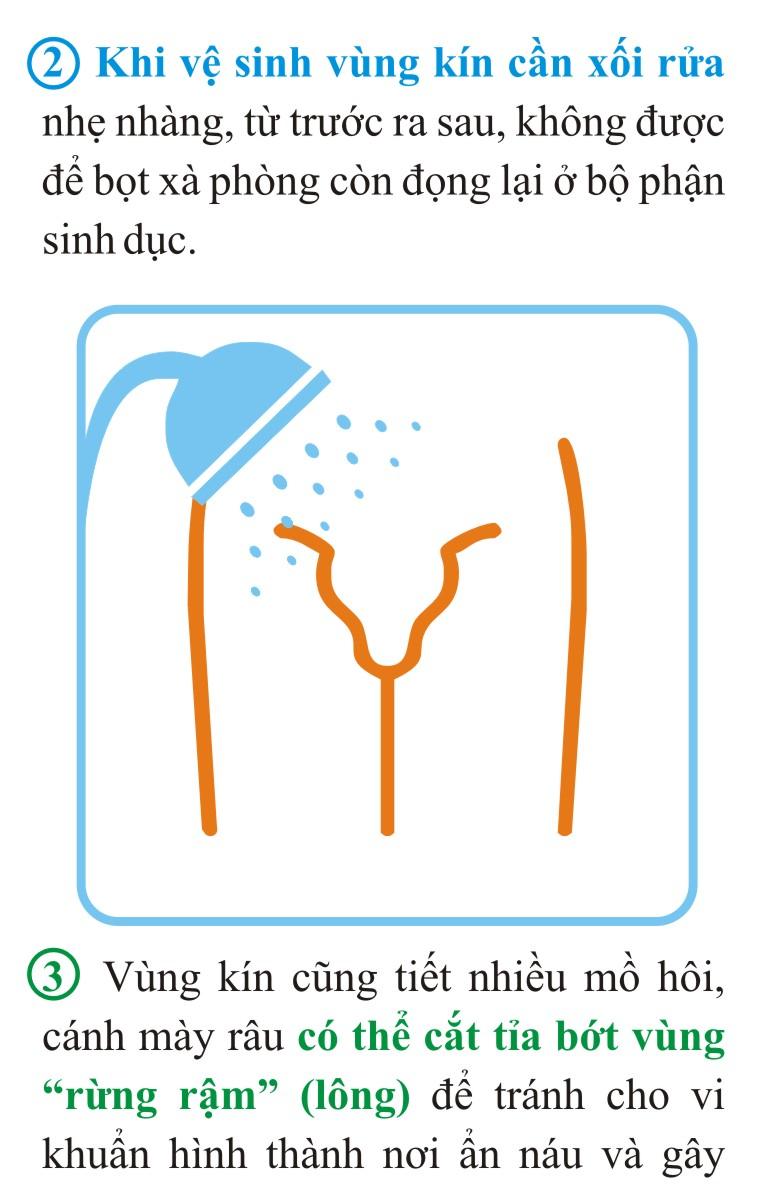 ② Khi vệ sinh vùng kín cần xối rửa
nhẹ nhàng, từ trước ra sau, không được
để bọt xà phòng còn đọng lại ở bộ phận
sinh dục.
③ Vùng kín cũng tiết nhiều mồ hôi,
cánh mày râu có thể cắt tỉa bớt vùng
“rừng rậm” (lông) để tránh cho vi
khuẩn hình thành nơi ẩn náu và gây